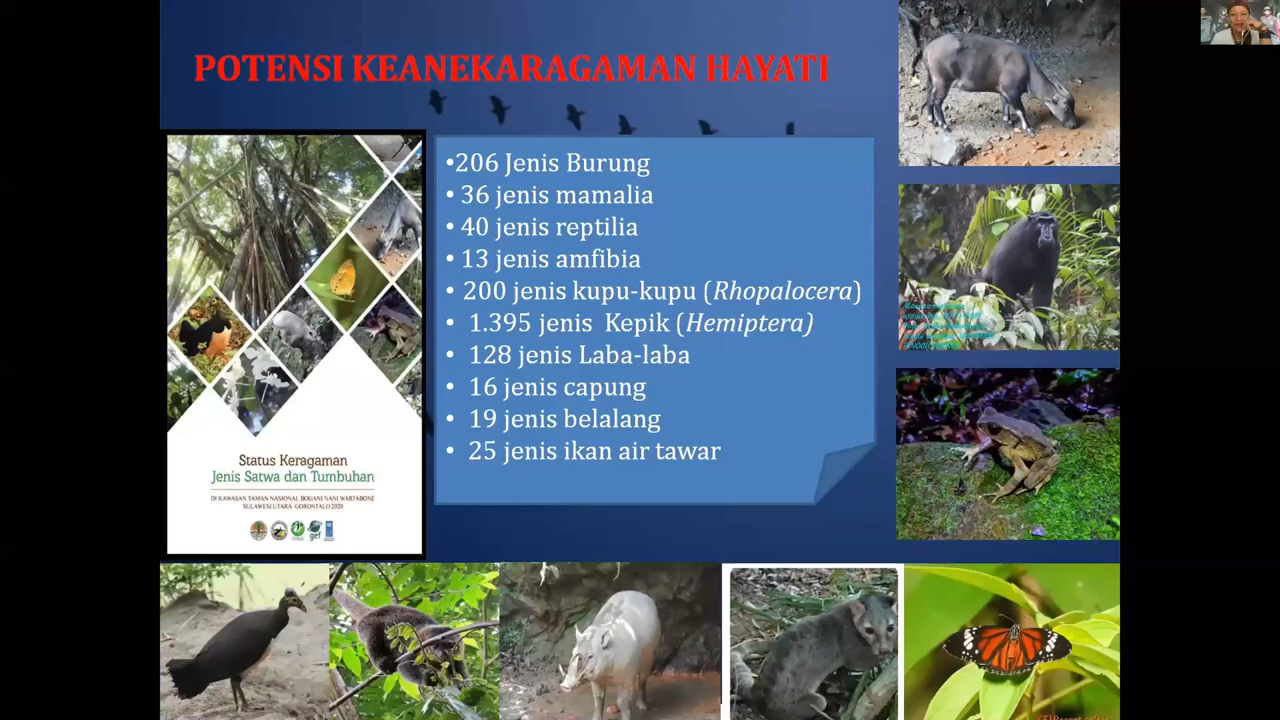 POTENSI KEANEKARAGAMAN HAYATI
•206 Jenis Burung
• 36 jenis mamalia
• 40 jenis reptilia
• 13 jenis amfibia
• 200 jenis kupu-kupu (Rhopalocera)
• 1.395 jenis Kepik (Hemiptera)
• 128 jenis Laba-laba
• 16 jenis capung
• 19 jenis belalang
• 25 jenis ikan air tawar
Status Keragaman
Jenis Satwa dan Tumbuhan
DI KAWASAN TAMAN NASIONAL BOGANI NANI WARTABONE
SULAWESI UTARA-GORONTALO 2020
gef